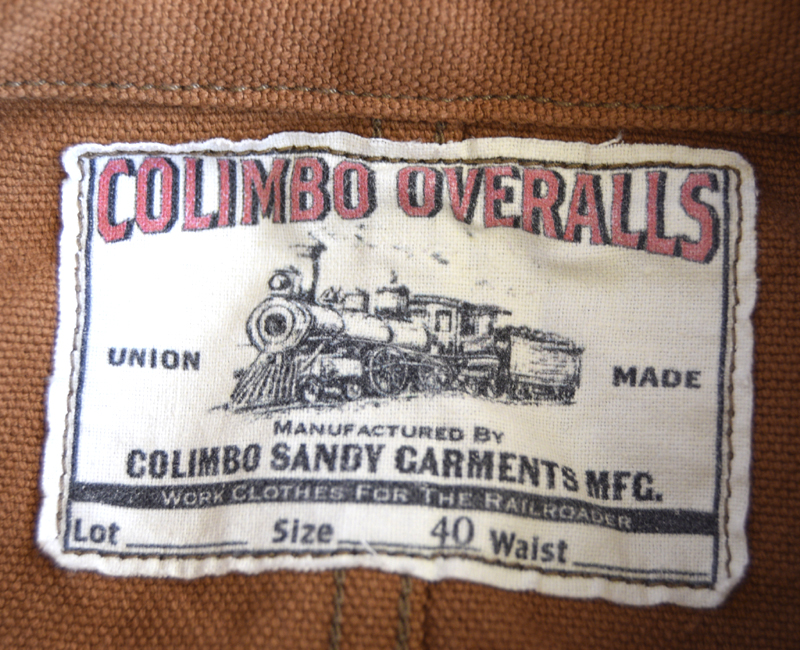 COLIMBO OVERALLS
UNION MADE
MANUFACTURED BY
COLIMBO SANDY GARMENTS MFG.
WORK CLOTHES FOR THE RAILROADER
Lot Size 40 Waist